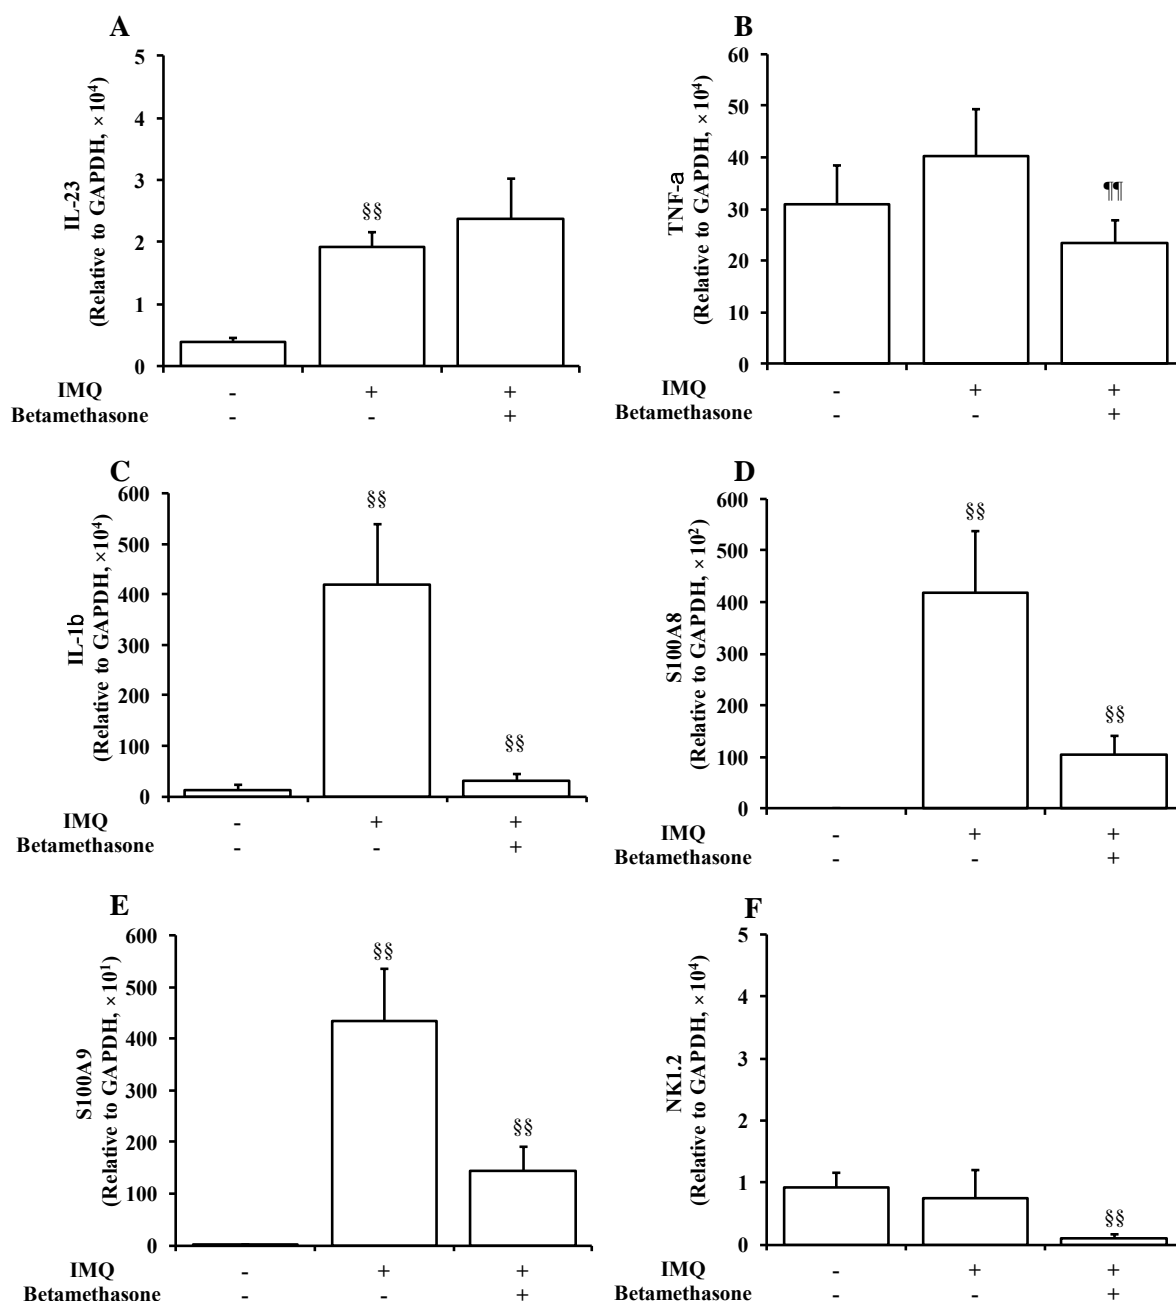 A
IL-23
(Relative to GAPDH, ×10⁴)
5
4
3
2
1
0
§§
IMQ - + +
Betamethasone - - +
B
TNF-a
(Relative to GAPDH, ×10⁴)
60
50
40
30
20
10
0
¶¶
IMQ - + +
Betamethasone - - +
C
IL-1b
(Relative to GAPDH, ×10⁴)
600
500
400
300
200
100
0
§§
§§
IMQ - + +
Betamethasone - - +
D
S100A8
(Relative to GAPDH, ×10²)
600
500
400
300
200
100
0
§§
§§
IMQ - + +
Betamethasone - - +
E
S100A9
(Relative to GAPDH, ×10¹)
600
500
400
300
200
100
0
§§
§§
IMQ - + +
Betamethasone - - +
F
NK1.2
(Relative to GAPDH, ×10⁴)
5
4
3
2
1
0
§§
IMQ - + +
Betamethasone - - +